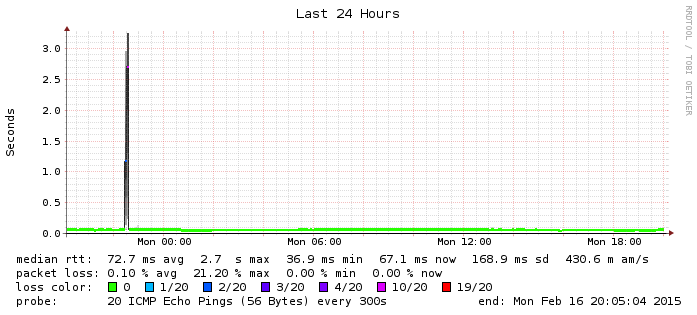 Last 24 Hours
RRDTOOL / TOBI OETIKER
Seconds
3.0
2.5
2.0
1.5
1.0
0.5
0.0
Mon 00:00 Mon 06:00 Mon 12:00 Mon 18:00
median rtt: 72.7 ms avg 2.7 s max 36.9 ms min 67.1 ms now 168.9 ms sd 430.6 m am/s
packet loss: 0.10 % avg 21.20 % max 0.00 % min 0.00 % now
loss color: 0 1/20 2/20 3/20 4/20 10/20 19/20
probe: 20 ICMP Echo Pings (56 Bytes) every 300s end: Mon Feb 16 20:05:04 2015